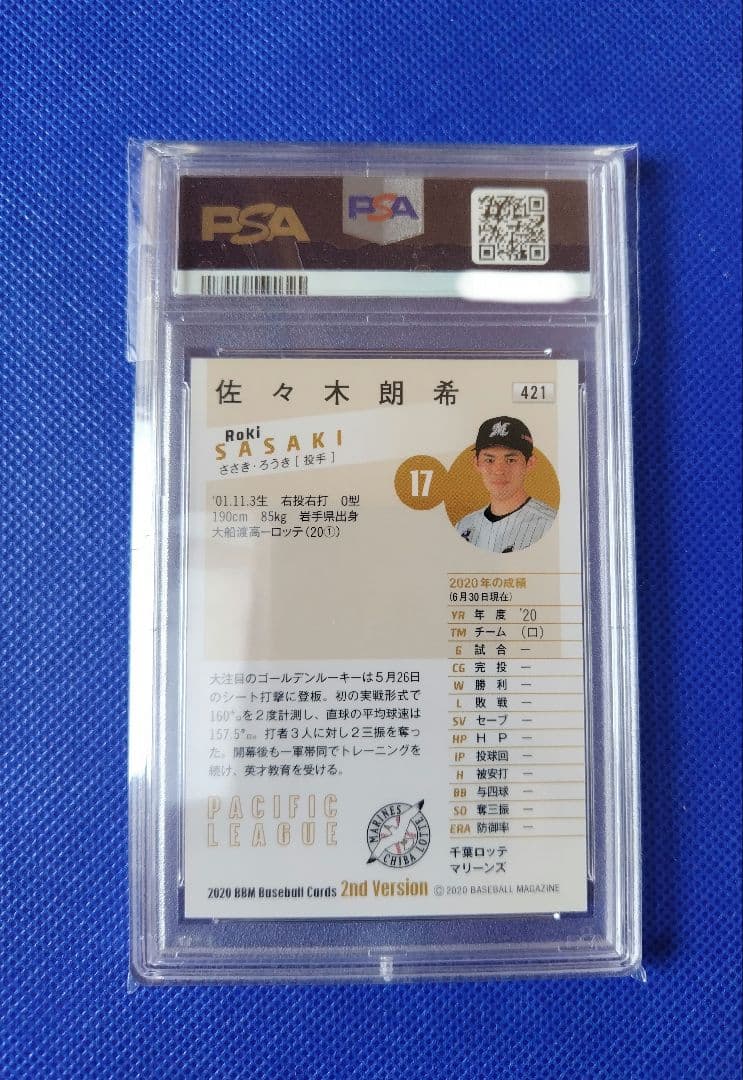 PSA
PSA
佐々木朗希
421
Roki
SASAKI
ささき・ろうき [投手]
17
'01.11.3生 右投右打 O型
190cm 85kg 岩手県出身
大船渡高ーロッテ(20①)
2020年の成績
(6月30日現在)
YR 年度 '20
TM チーム (ロ)
G 試合 ー
CG 完投 ー
W 勝利 ー
L 敗戦 ー
SV セーブ ー
HP H P ー
IP 投球回 ー
H 被安打 ー
BB 与四球 ー
SO 奪三振 ー
ERA 防御率 ー
千葉ロッテ
マリーンズ
大注目のゴールデンルーキーは5月26日
のシート打撃に登板。初の実戦形式で
160㌔を2度計測し、直球の平均球速は
157.5㌔。打者3人に対し2三振を奪っ
た。開幕後も一軍帯同でトレーニングを
続け、英才教育を受ける。
PACIFIC
LEAGUE
MARINES
CHIBA LOTTE
2020 BBM Baseball Cards 2nd Version © 2020 BASEBALL MAGAZINE